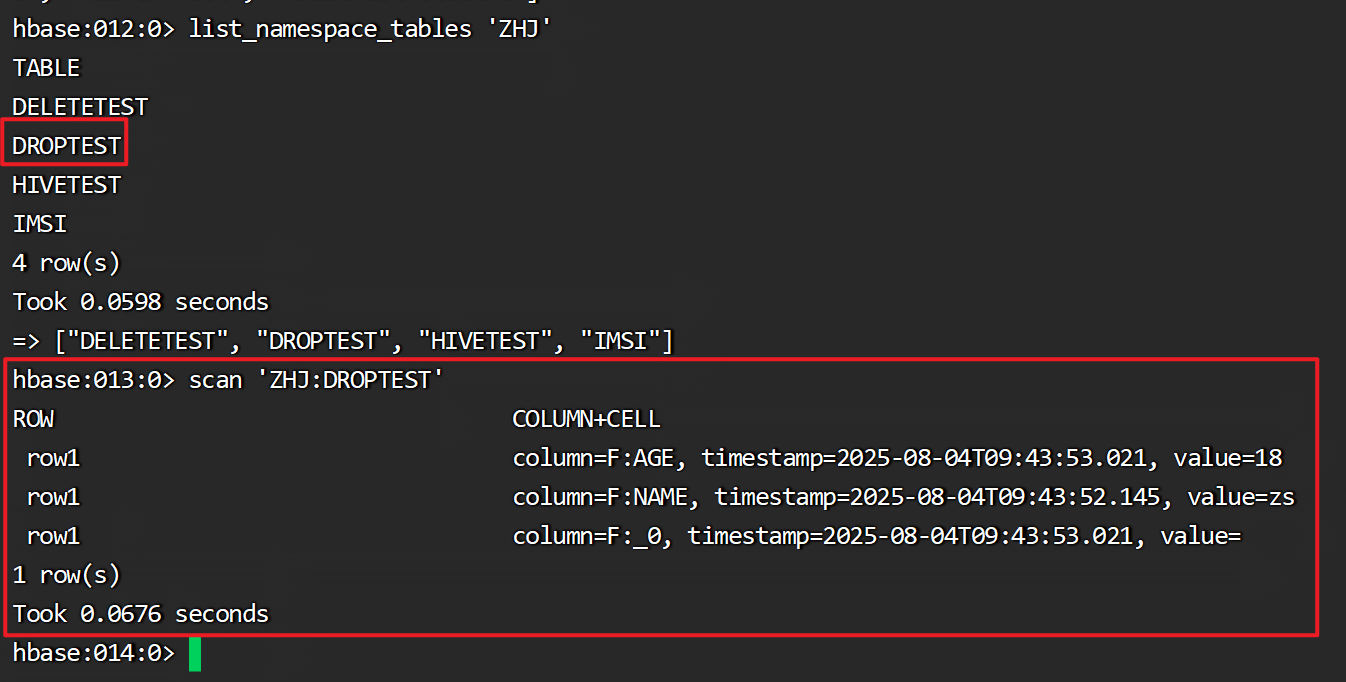 hbase:012:0> list_namespace_tables 'ZHJ'
TABLE
DELETETEST
DROPTEST
HIVETEST
IMSI
4 row(s)
Took 0.0598 seconds
=> ["DELETETEST", "DROPTEST", "HIVETEST", "IMSI"]
hbase:013:0> scan 'ZHJ:DROPTEST'
ROW COLUMN+CELL
row1 column=F:AGE, timestamp=2025-08-04T09:43:53.021, value=18
row1 column=F:NAME, timestamp=2025-08-04T09:43:52.145, value=zs
row1 column=F:_0, timestamp=2025-08-04T09:43:53.021, value=
1 row(s)
Took 0.0676 seconds
hbase:014:0>